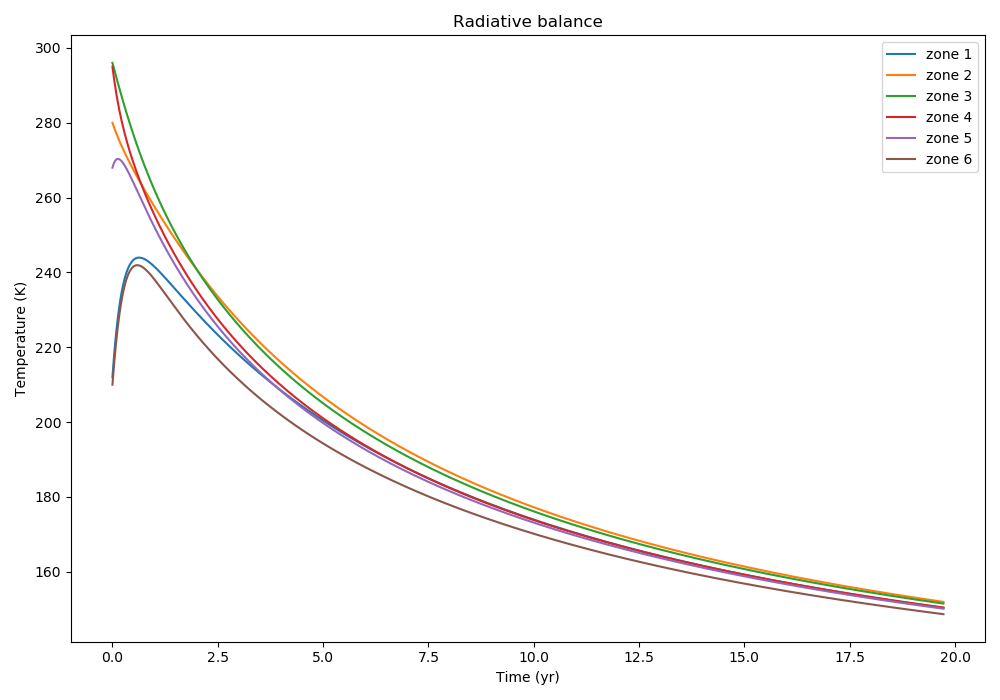 Radiative balance
300
280
260
240
220
200
180
160
Temperature (K)
zone 1
zone 2
zone 3
zone 4
zone 5
zone 6
0.0 2.5 5.0 7.5 10.0 12.5 15.0 17.5 20.0
Time (yr)